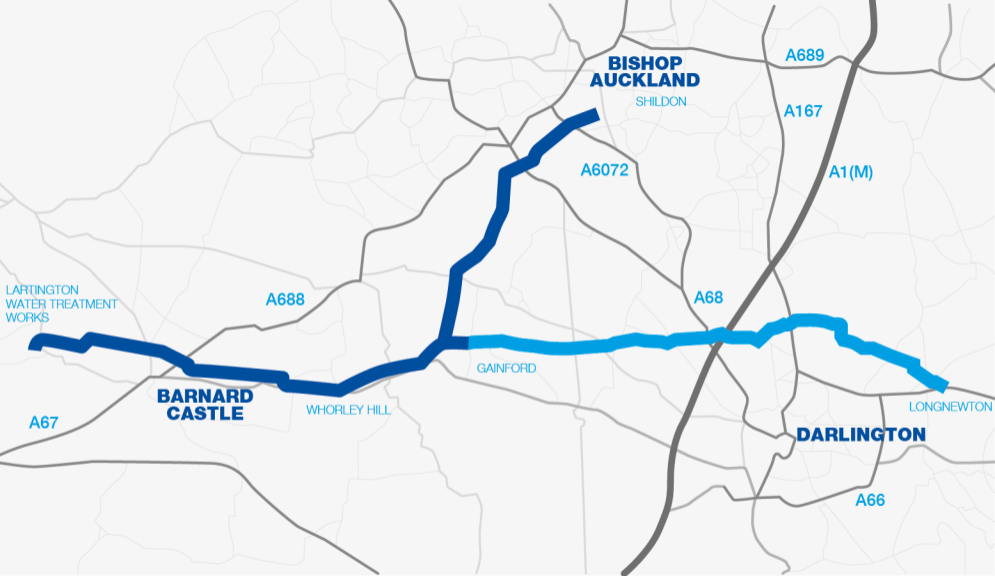 A689
BISHOP
AUCKLAND
SHILDON
A167
A6072
A1(M)
LARTINGTON
WATER TREATMENT
WORKS
A688
A68
GAINFORD
BARNARD
CASTLE
WHORLEY HILL
LONGNEWTON
A67
DARLINGTON
A66